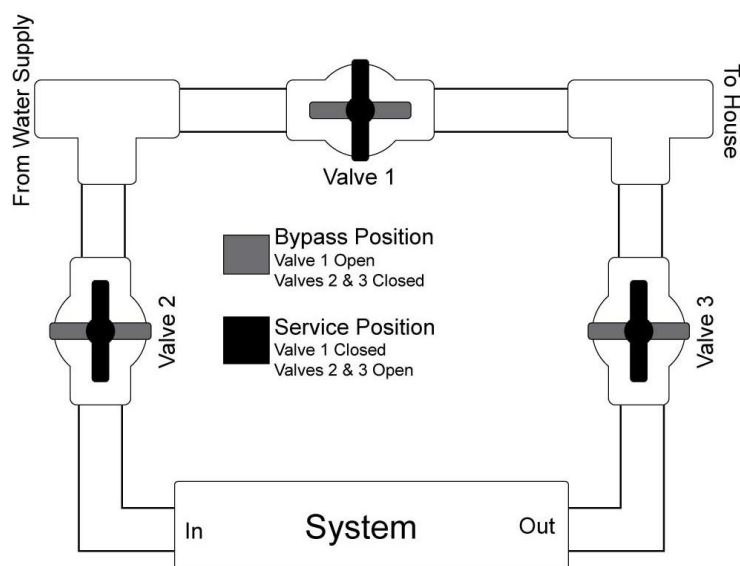 From Water Supply
To House
Valve 1
Bypass Position
Valve 1 Open
Valves 2 & 3 Closed
Valve 2
Valve 3
Service Position
Valve 1 Closed
Valves 2 & 3 Open
In
System
Out